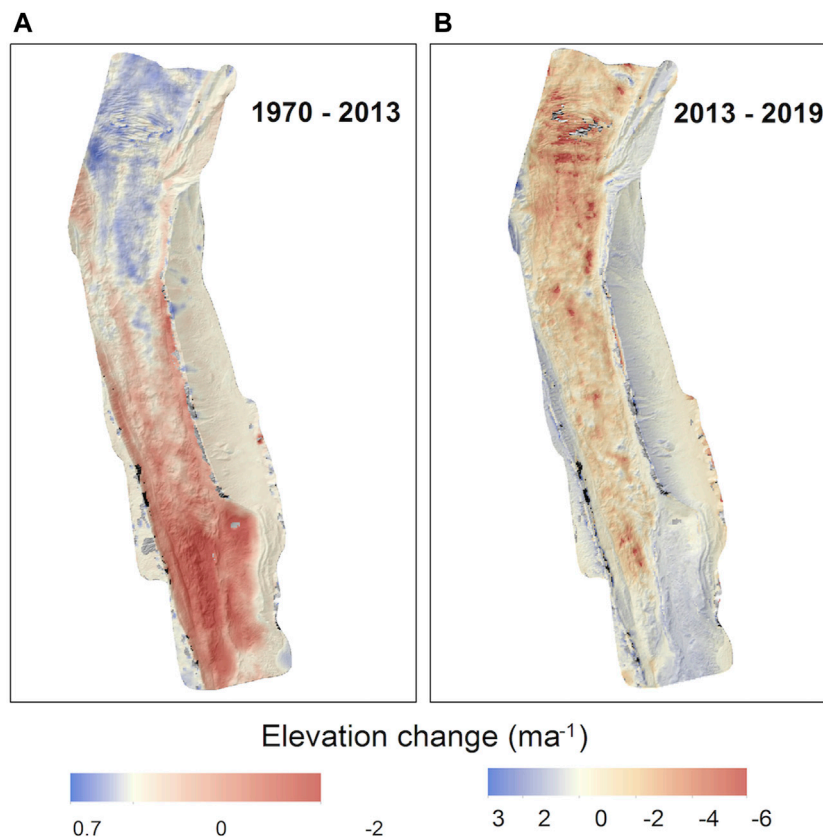 A
B
1970 - 2013
2013 - 2019
Elevation change (ma⁻¹)
0.7 0 -2
3 2 0 -2 -4 -6